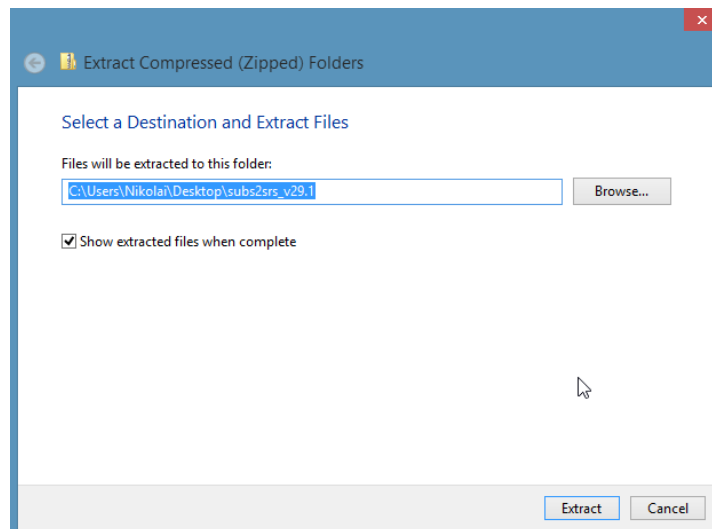 Extract Compressed (Zipped) Folders
Select a Destination and Extract Files
Files will be extracted to this folder:
C:\Users\Nikolai\Desktop\subs2srs_v29.1
Browse...
Show extracted files when complete
Extract
Cancel